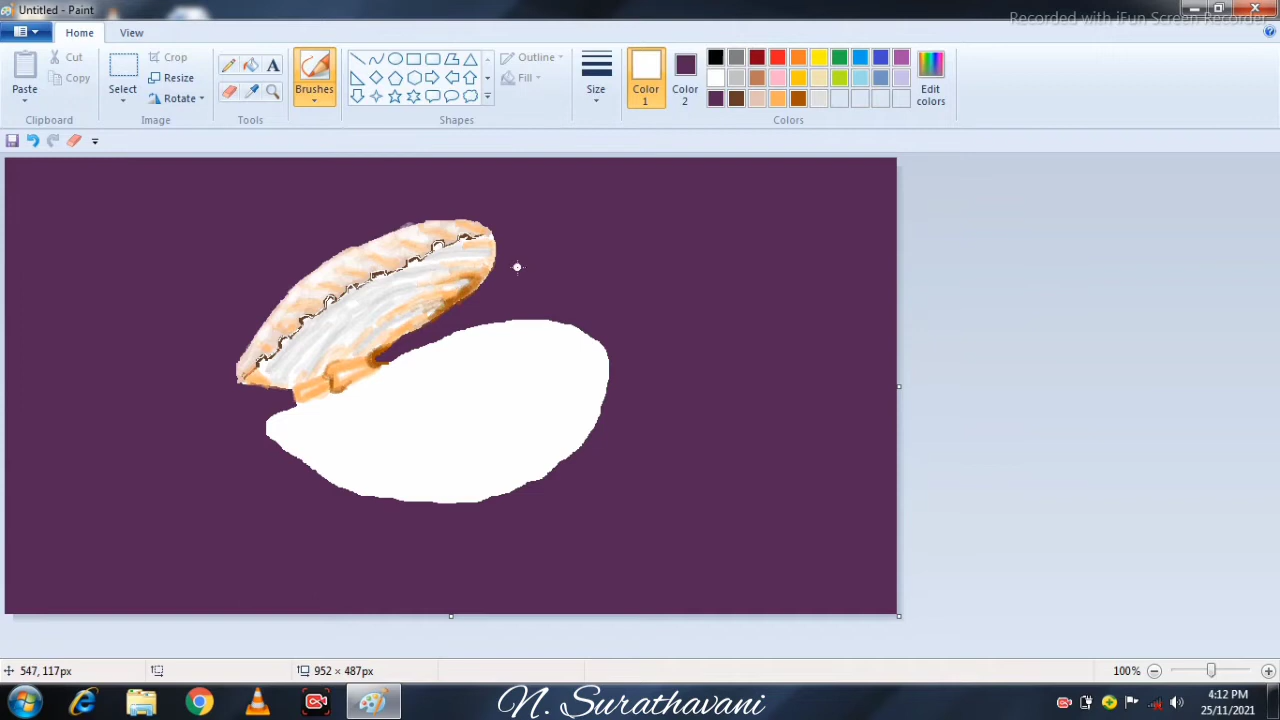 Untitled - Paint
Recorded with iFun Screen Recorder
Home View
Paste
Cut
Copy
Clipboard
Select
Crop
Resize
Rotate
Image
Tools
Brushes
Shapes
Outline
Fill
Size
Color 1
Color 2
Colors
Edit colors
547, 117px
952 × 487px
100%
N. Surathavani
4:12 PM
25/11/2021